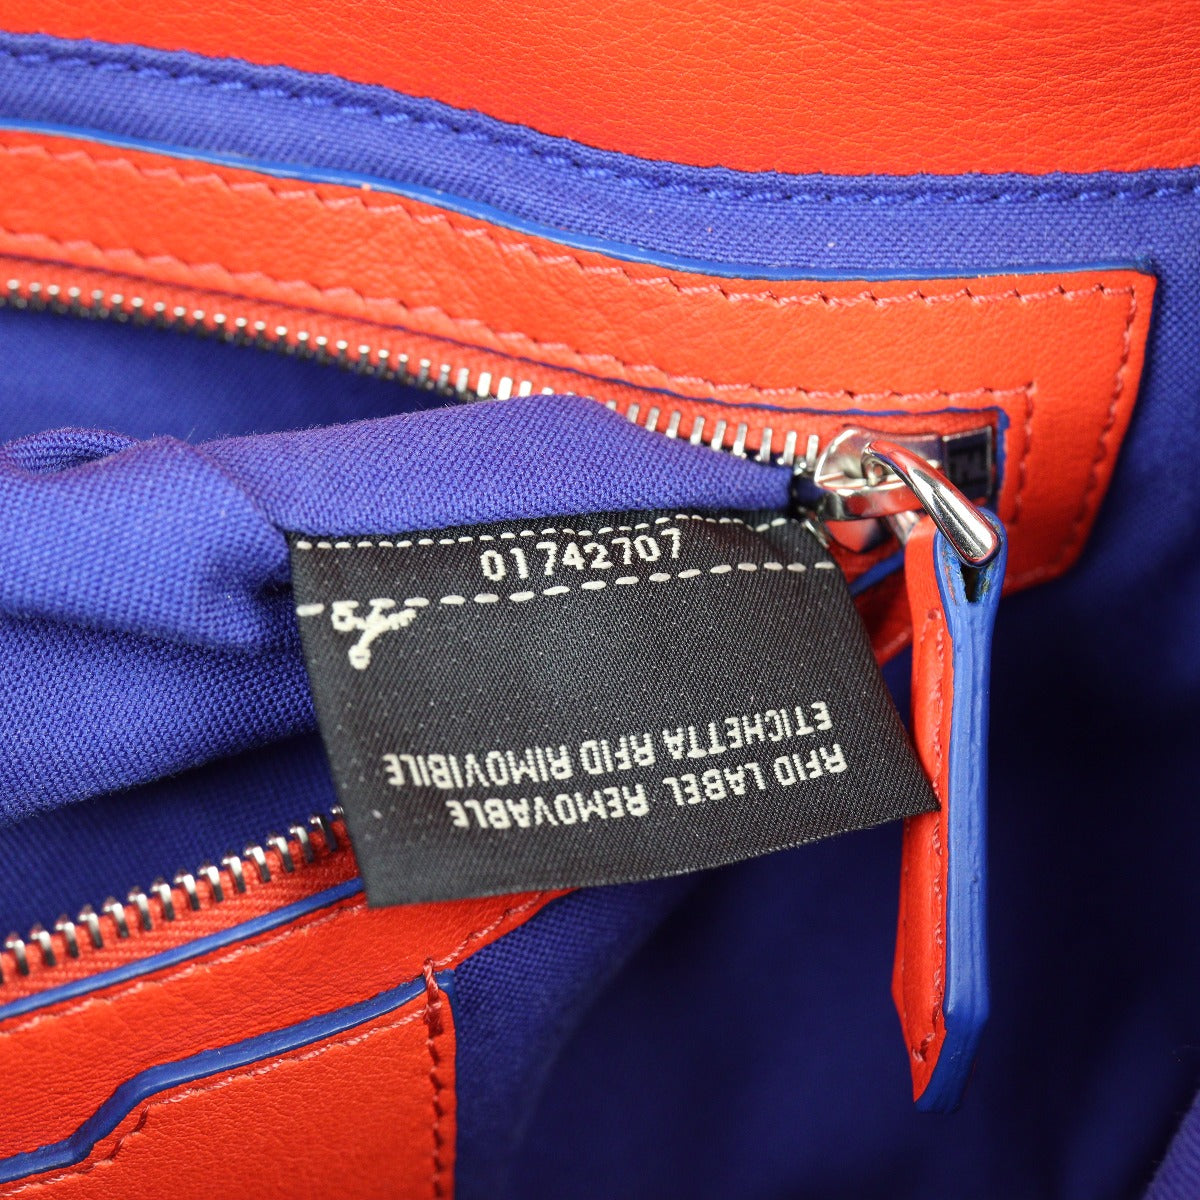 01742707
RFID LABEL REMOVABLE
ETICHETTA RFID RIMOVIBILE